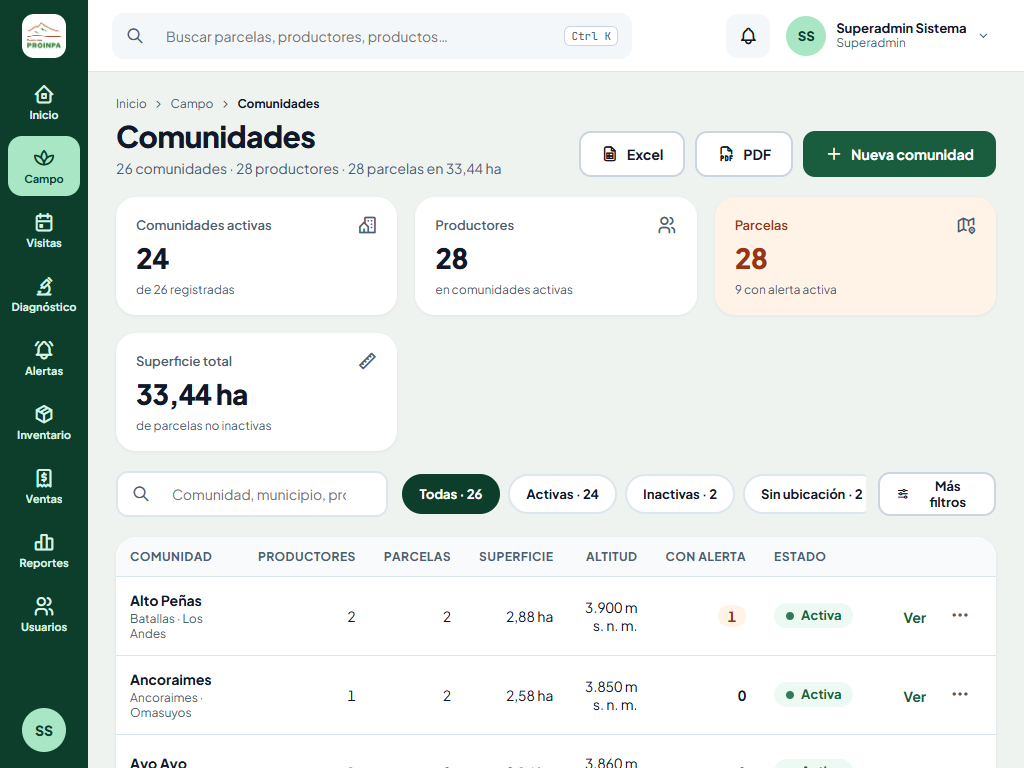 PROINPA
Buscar parcelas, productores, productos...
Ctrl K
SS
Superadmin Sistema
Superadmin
Inicio
Campo
Visitas
Diagnóstico
Alertas
Inventario
Ventas
Reportes
Usuarios
SS
Inicio > Campo > Comunidades
Comunidades
26 comunidades · 28 productores · 28 parcelas en 33,44 ha
Excel
PDF
+ Nueva comunidad
Comunidades activas
24
de 26 registradas
Productores
28
en comunidades activas
Parcelas
28
9 con alerta activa
Superficie total
33,44 ha
de parcelas no inactivas
Comunidad, municipio, pro
Todas · 26
Activas · 24
Inactivas · 2
Sin ubicación · 2
Más
filtros
COMUNIDAD PRODUCTORES PARCELAS SUPERFICIE ALTITUD CON ALERTA ESTADO
Alto Peñas
Batallas · Los
Andes
2
2
2,88 ha
3.900 m
s. n. m.
1
Activa
Ver
Ancoraimes
Ancoraimes ·
Omasuyos
1
2
2,58 ha
3.850 m
s. n. m.
0
Activa
Ver
Ayo Ayo
3.860 m